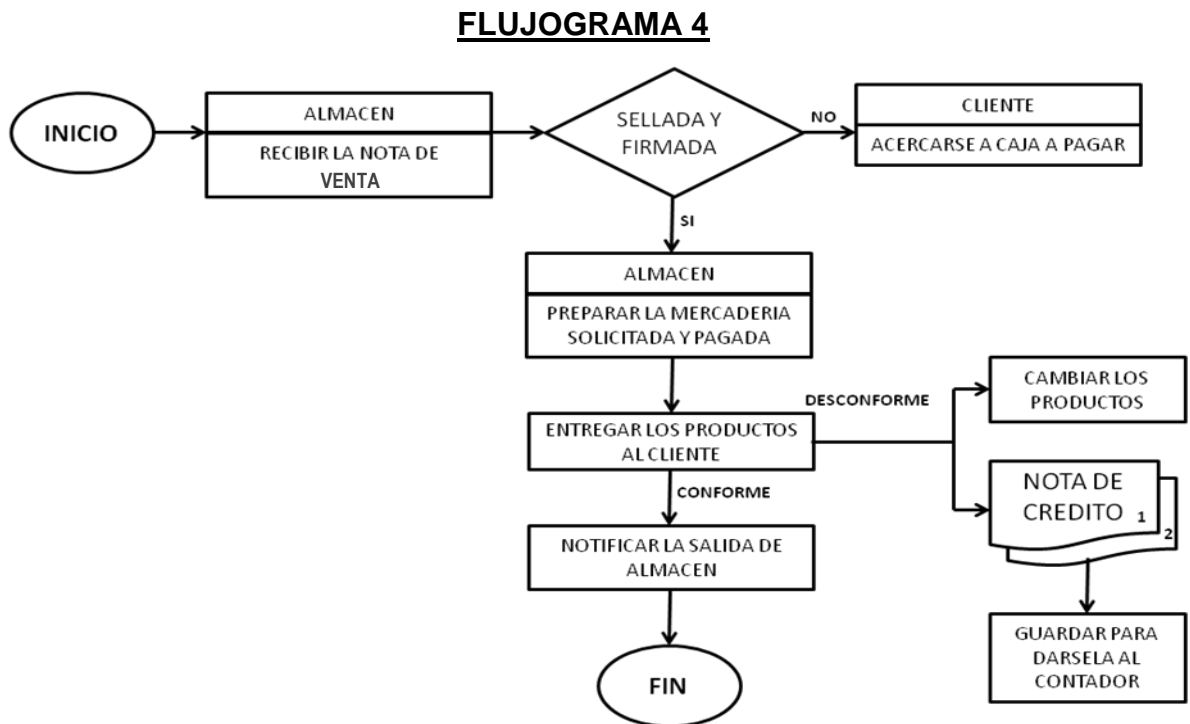 FLUJOGRAMA 4
INICIO
ALMACEN
RECIBIR LA NOTA DE
VENTA
SELLADA Y
FIRMADA
NO
CLIENTE
ACERCARSE A CAJA A PAGAR
SI
ALMACEN
PREPARAR LA MERCADERIA
SOLICITADA Y PAGADA
ENTREGAR LOS PRODUCTOS
AL CLIENTE
DESCONFORME
CAMBIAR LOS
PRODUCTOS
NOTA DE
CREDITO 1
2
GUARDAR PARA
DARSELA AL
CONTADOR
CONFORME
NOTIFICAR LA SALIDA DE
ALMACEN
FIN